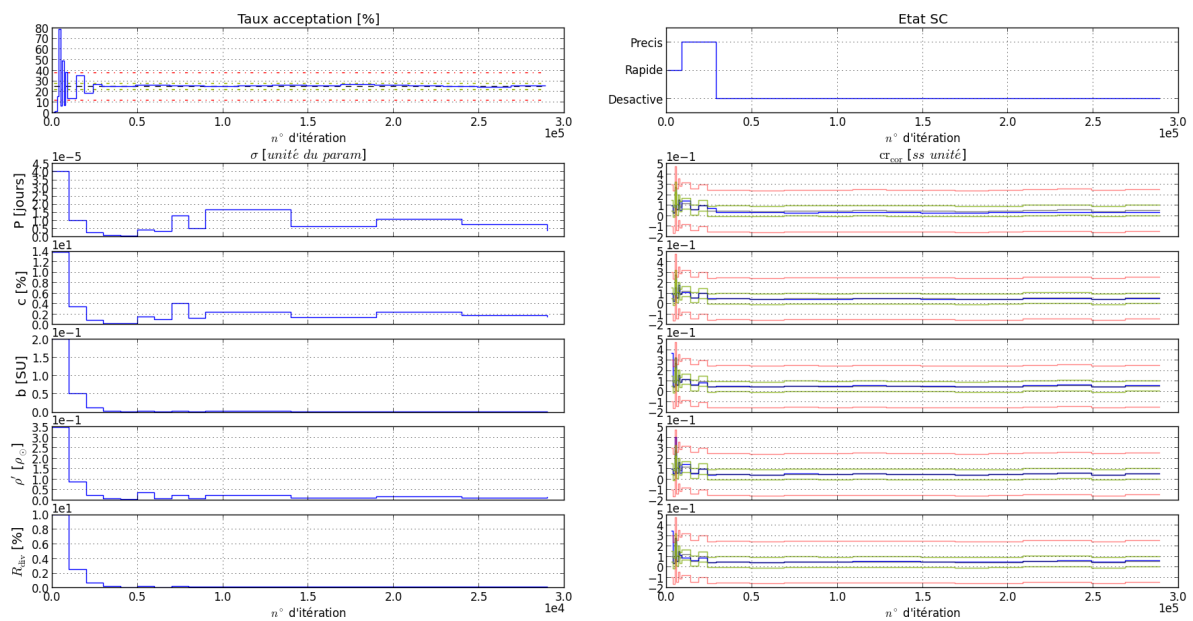 Taux acceptation [%]
80
70
60
50
40
30
20
10
0
0.0 0.5 1.0 1.5 2.0 2.5 3.0
1e5
n° d'itération
Etat SC
Precis
Rapide
Desactive
0.0 0.5 1.0 1.5 2.0 2.5 3.0
1e5
n° d'itération
σ [unité du param]
1e−5
P [jours]
4.5
4.0
3.5
3.0
2.5
2.0
1.5
1.0
0.5
0.0
1e1
c [%]
1.4
1.2
1.0
0.8
0.6
0.4
0.2
0.0
1e−1
b [SU]
2.0
1.5
1.0
0.5
0.0
1e−1
ρ′ [ρ⊙]
3.5
3.0
2.5
2.0
1.5
1.0
0.5
0.0
R_div [%]
1.0
0.8
0.6
0.4
0.2
0.0
0.0 0.5 1.0 1.5 2.0 2.5 3.0
1e4
n° d'itération
cr_cor [ss unité]
1e−1
5
4
3
2
1
0
−1
−2
1e−1
5
4
3
2
1
0
−1
−2
1e−1
5
4
3
2
1
0
−1
−2
1e−1
5
4
3
2
1
0
−1
−2
1e−1
5
4
3
2
1
0
−1
−2
0.0 0.5 1.0 1.5 2.0 2.5 3.0
1e5
n° d'itération